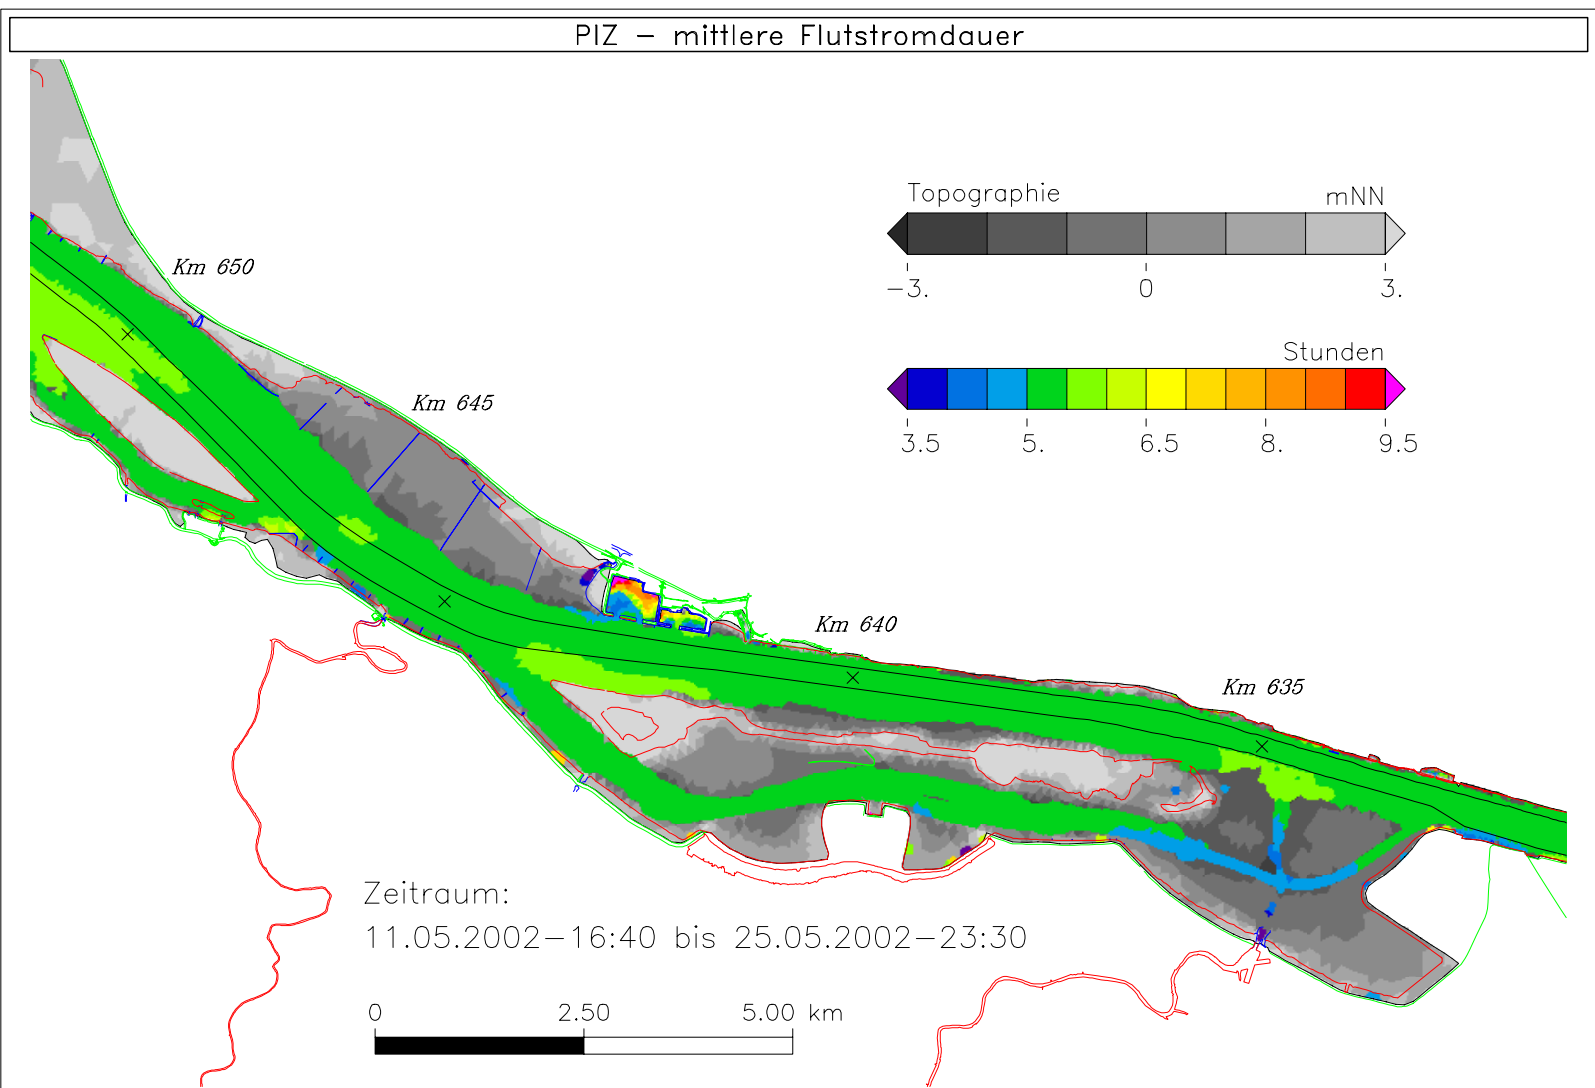 PIZ – mittlere Flutstromdauer
Topographie mNN
−3. 0 3.
Km 650
Stunden
3.5 5. 6.5 8. 9.5
Km 645
Km 640
Km 635
Zeitraum:
11.05.2002−16:40 bis 25.05.2002−23:30
0 2.50 5.00 km